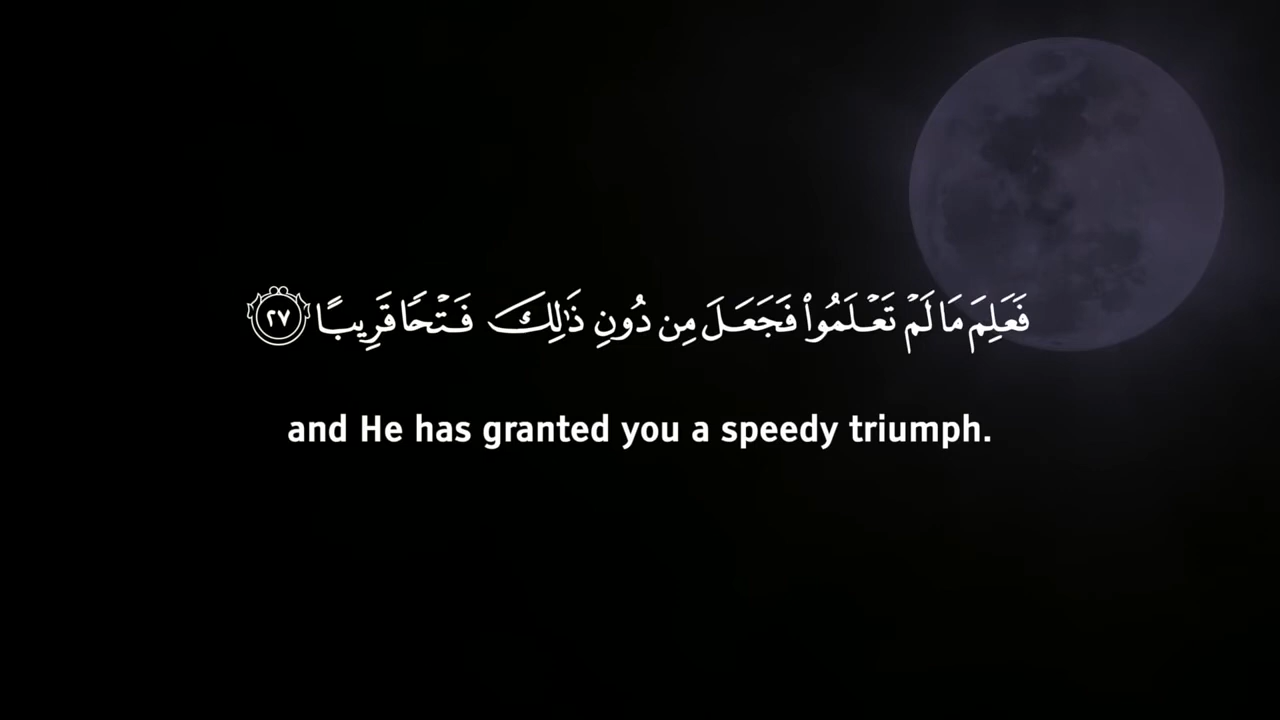 فَعَلِمَ مَا لَمْ تَعْلَمُوا۟ فَجَعَلَ مِن دُونِ ذَٰلِكَ فَتْحًا قَرِيبًا ٢٧
and He has granted you a speedy triumph.